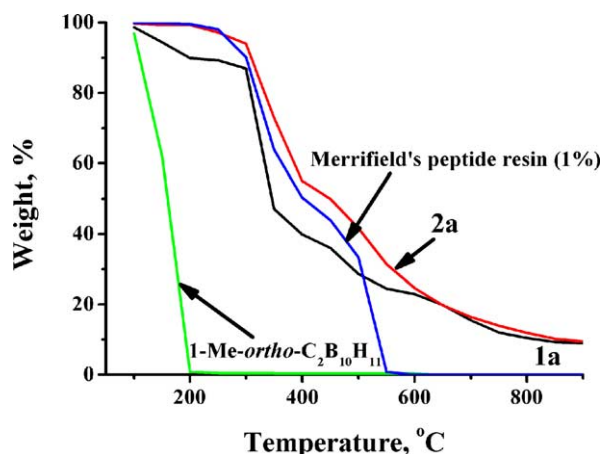 Weight, %
100
80
60
40
20
0
Merrifield's peptide resin (1%)
2a
1-Me-ortho-C₂B₁₀H₁₁
1a
200 400 600 800
Temperature, °C